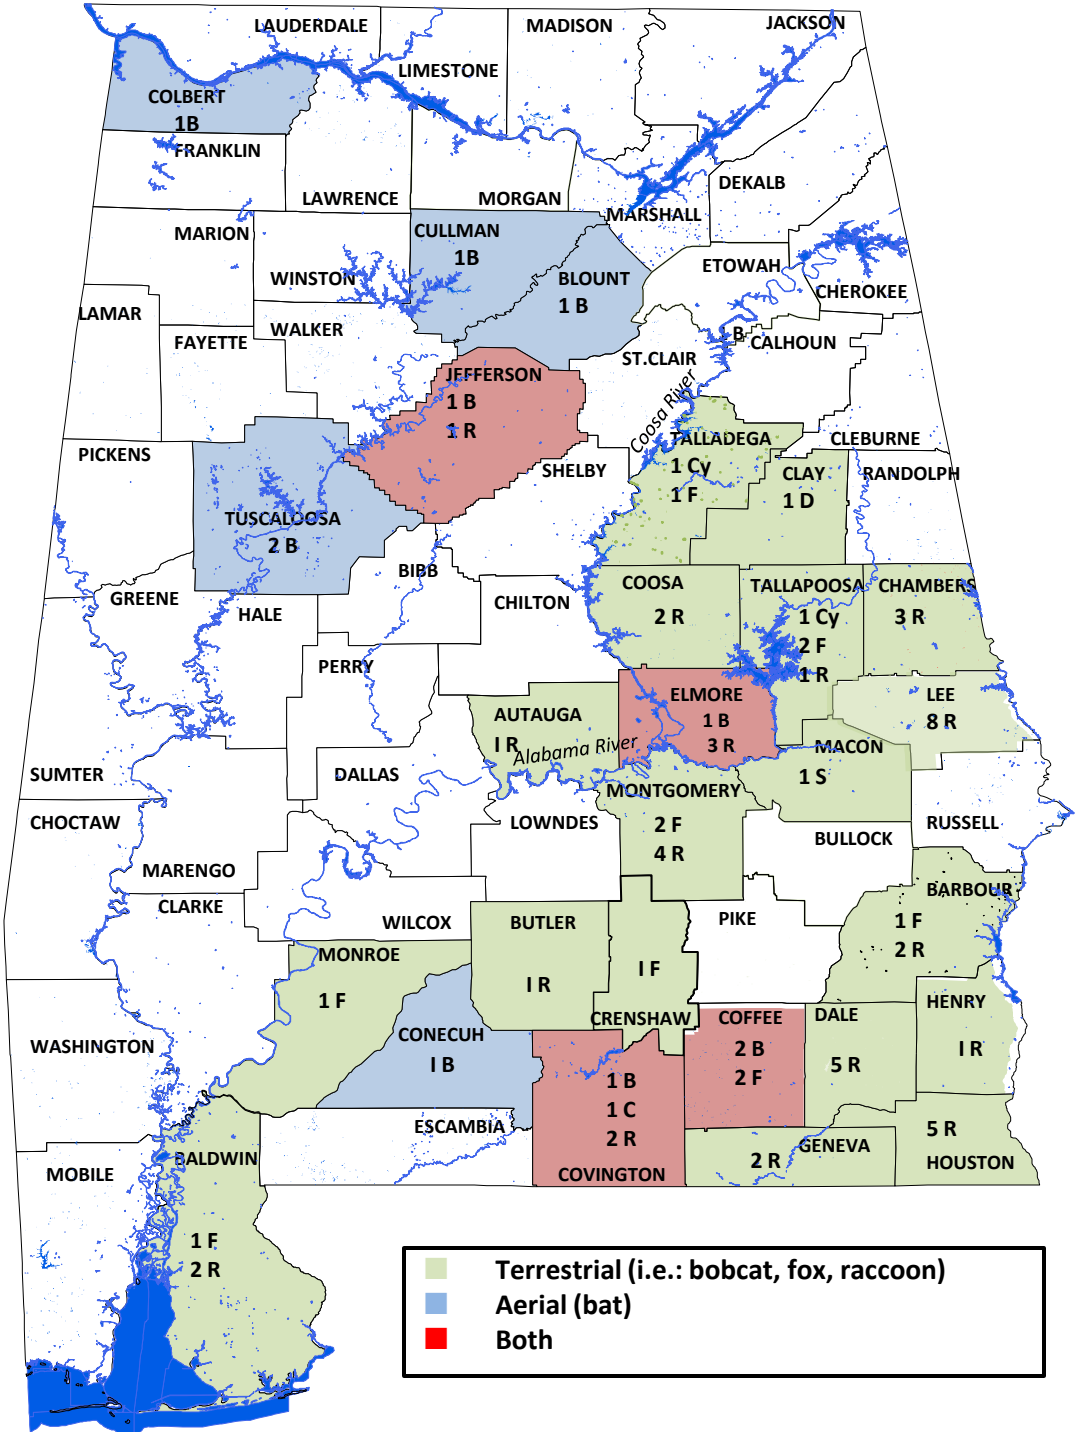 LAUDERDALE
MADISON
JACKSON
LIMESTONE
COLBERT
1B
FRANKLIN
LAWRENCE
MORGAN
DEKALB
MARSHALL
MARION
CULLMAN
1B
WINSTON
BLOUNT
1 B
ETOWAH
CHEROKEE
LAMAR
WALKER
FAYETTE
ST.CLAIR
B
CALHOUN
JEFFERSON
1 B
1 R
Coosa River
PICKENS
TALLADEGA
1 Cy
1 F
CLEBURNE
SHELBY
CLAY
1 D
RANDOLPH
TUSCALOOSA
2 B
BIBB
GREENE
HALE
CHILTON
COOSA
2 R
TALLAPOOSA
1 Cy
2 F
1 R
CHAMBERS
3 R
PERRY
AUTAUGA
I R
ELMORE
1 B
3 R
LEE
8 R
Alabama River
MACON
1 S
SUMTER
DALLAS
MONTGOMERY
2 F
4 R
CHOCTAW
LOWNDES
BULLOCK
RUSSELL
MARENGO
CLARKE
WILCOX
BUTLER
I R
I F
CRENSHAW
PIKE
BARBOUR
1 F
2 R
MONROE
1 F
CONECUH
I B
WASHINGTON
COFFEE
2 B
2 F
DALE
5 R
HENRY
I R
1 B
1 C
2 R
COVINGTON
ESCAMBIA
GENEVA
2 R
5 R
HOUSTON
MOBILE
BALDWIN
1 F
2 R
Terrestrial (i.e.: bobcat, fox, raccoon)
Aerial (bat)
Both